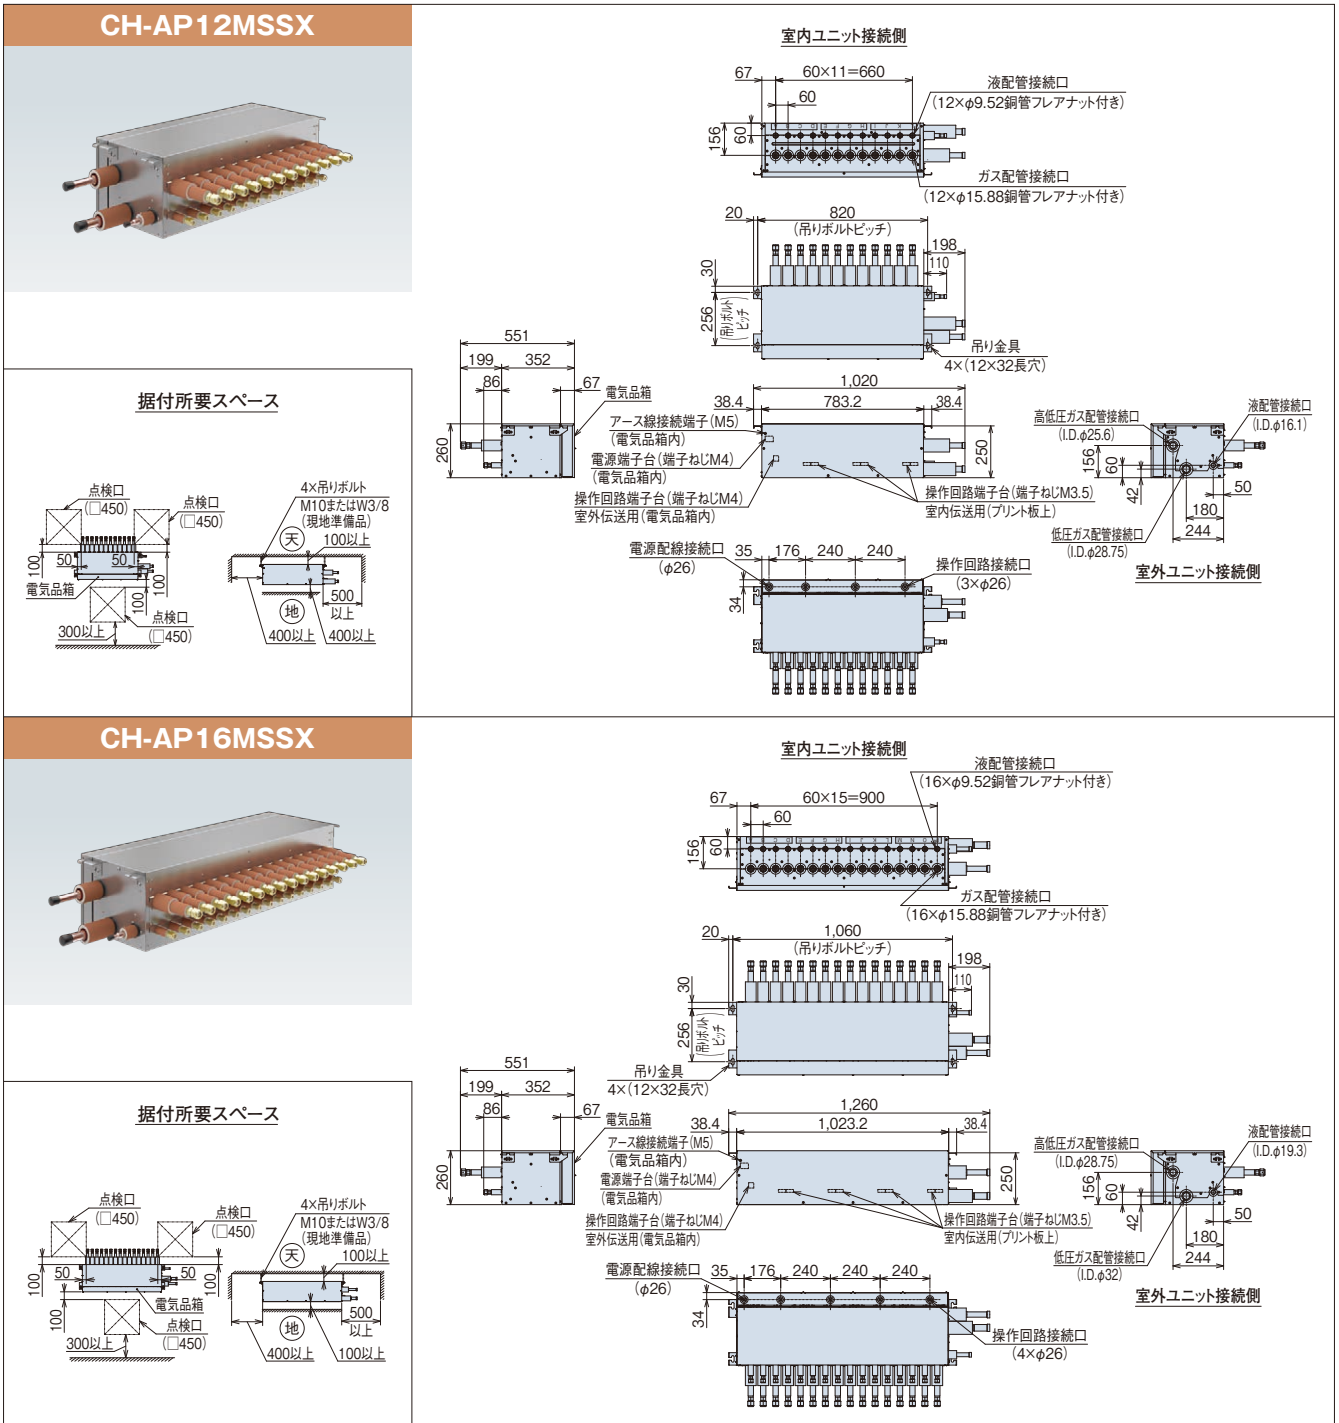 CH-AP12MSSX
室内ユニット接続側
67
60×11=660
60
液配管接続口
(12×φ9.52銅管フレアナット付き)
156
60
ガス配管接続口
(12×φ15.88銅管フレアナット付き)
20
820
(吊りボルトピッチ)
198
110
30
256
(吊りボルト
ピッチ)
吊り金具
4×(12×32長穴)
551
199
352
86
67
電気品箱
260
1,020
38.4
783.2
38.4
アース線接続端子(M5)
(電気品箱内)
電源端子台(端子ねじM4)
(電気品箱内)
操作回路端子台(端子ねじM4)
室外伝送用(電気品箱内)
250
操作回路端子台(端子ねじM3.5)
室内伝送用(プリント板上)
高低圧ガス配管接続口
(I.D.φ25.6)
液配管接続口
(I.D.φ16.1)
156
60
42
50
180
244
低圧ガス配管接続口
(I.D.φ28.75)
室外ユニット接続側
電源配線接続口
(φ26)
35
176
240
240
操作回路接続口
(3×φ26)
34
据付所要スペース
点検口
(□450)
点検口
(□450)
100
50
50
100
電気品箱
100
点検口
(□450)
300以上
4×吊りボルト
M10またはW3/8
(現地準備品)
天
100以上
地
500
以上
400以上
400以上
CH-AP16MSSX
室内ユニット接続側
67
60×15=900
60
液配管接続口
(16×φ9.52銅管フレアナット付き)
156
60
ガス配管接続口
(16×φ15.88銅管フレアナット付き)
20
1,060
(吊りボルトピッチ)
198
110
30
256
(吊りボルト
ピッチ)
吊り金具
4×(12×32長穴)
551
199
352
86
67
電気品箱
260
1,260
38.4
1,023.2
38.4
アース線接続端子(M5)
(電気品箱内)
電源端子台(端子ねじM4)
(電気品箱内)
操作回路端子台(端子ねじM4)
室外伝送用(電気品箱内)
250
操作回路端子台(端子ねじM3.5)
室内伝送用(プリント板上)
高低圧ガス配管接続口
(I.D.φ28.75)
液配管接続口
(I.D.φ19.3)
156
60
42
50
180
244
低圧ガス配管接続口
(I.D.φ32)
室外ユニット接続側
電源配線接続口
(φ26)
35
176
240
240
240
34
操作回路接続口
(4×φ26)
据付所要スペース
点検口
(□450)
点検口
(□450)
100
50
50
100
電気品箱
100
点検口
(□450)
300以上
4×吊りボルト
M10またはW3/8
(現地準備品)
天
100以上
地
500
以上
400以上
100以上